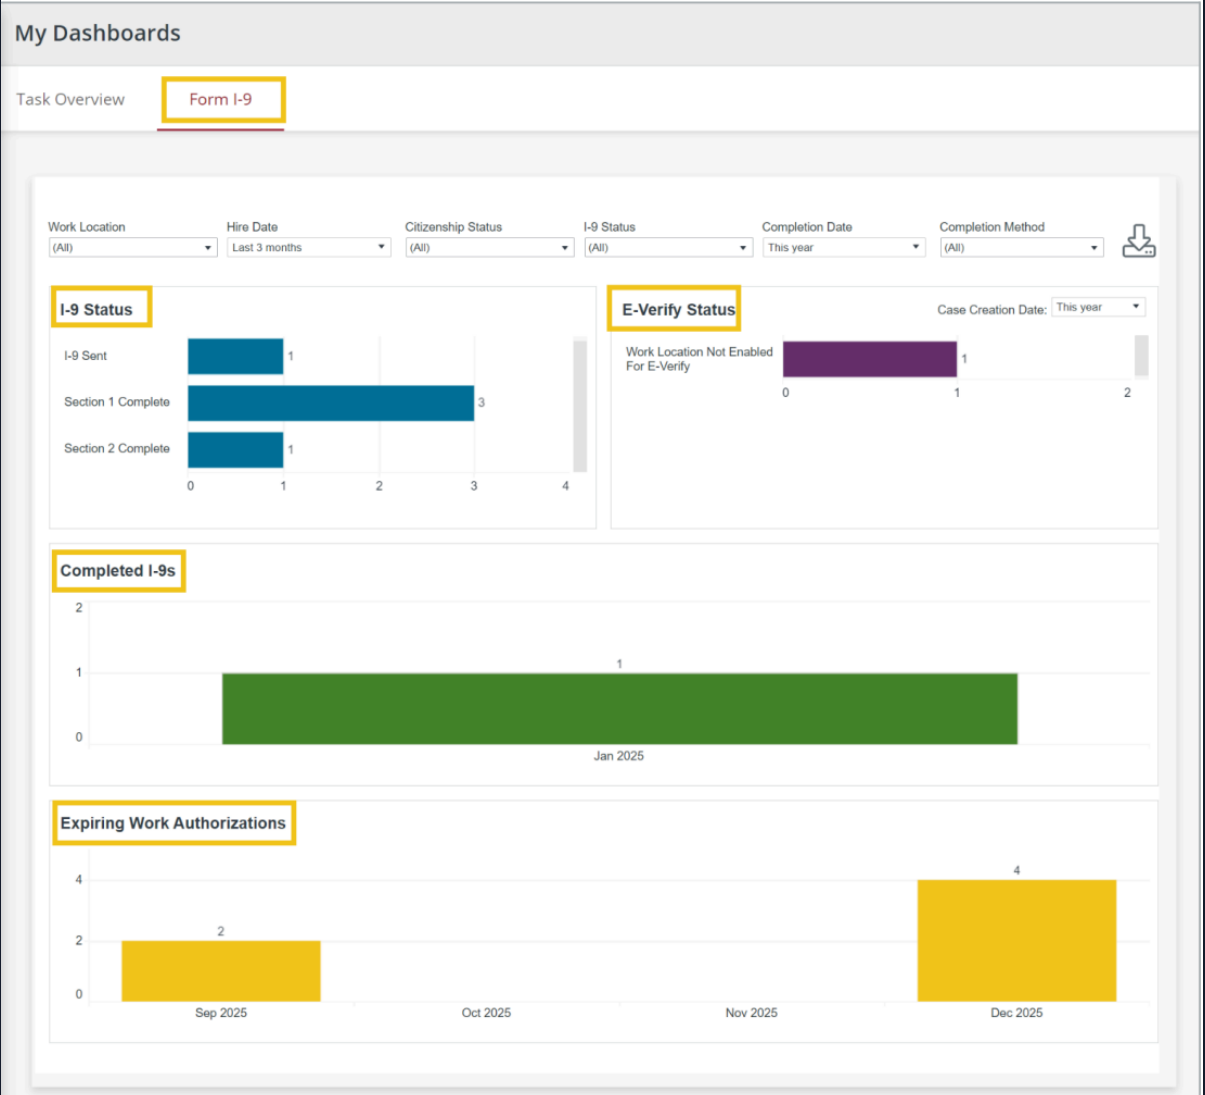 My Dashboards
Task Overview
Form I-9
Work Location
Hire Date
Citizenship Status
I-9 Status
Completion Date
Completion Method
(All)
Last 3 months
(All)
(All)
This year
(All)
I-9 Status
I-9 Sent
1
Section 1 Complete
3
Section 2 Complete
1
0 1 2 3 4
E-Verify Status
Case Creation Date: This year
Work Location Not Enabled
For E-Verify
1
0 1 2
Completed I-9s
2
1
1
0
Jan 2025
Expiring Work Authorizations
4
4
2
2
0
Sep 2025 Oct 2025 Nov 2025 Dec 2025